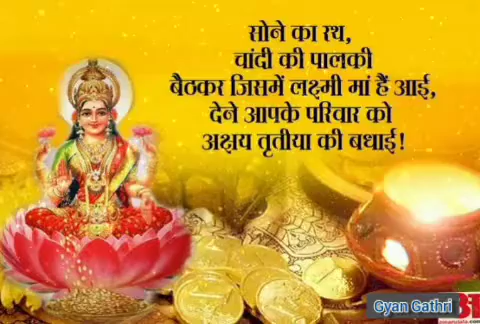 सोने का रथ,
चांदी की पालकी
बैठकर जिसमें लक्ष्मी मां हैं आई,
देने आपके परिवार को
अक्षय तृतीया की बधाई!
Gyan Gathri